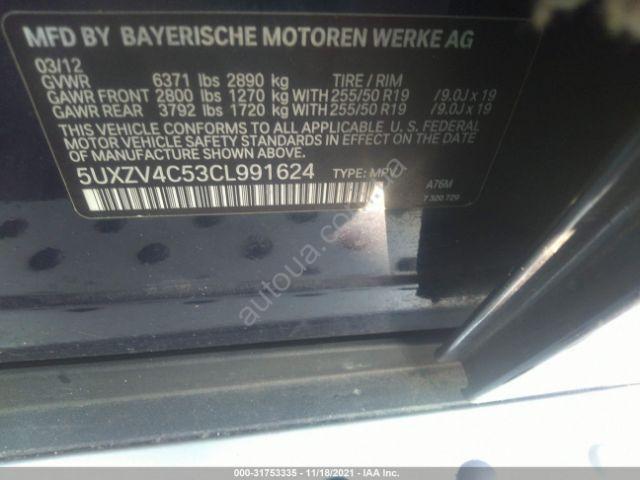 MFD BY BAYERISCHE MOTOREN WERKE AG
03/12
GVWR 6371 lbs 2890 kg TIRE / RIM
GAWR FRONT 2800 lbs 1270 kg WITH 255/50 R19 /9.0J x 19
GAWR REAR 3792 lbs 1720 kg WITH 255/50 R19 /9.0J x 19
THIS VEHICLE CONFORMS TO ALL APPLICABLE U. S. FEDERAL
MOTOR VEHICLE SAFETY STANDARDS IN EFFECT ON THE DATE OF
MANUFACTURE SHOWN ABOVE.
5UXZV4C53CL991624 TYPE: MPV
A76M
7 320 729
autoua.com
000-31753335 - 11/18/2021 - IAA Inc.